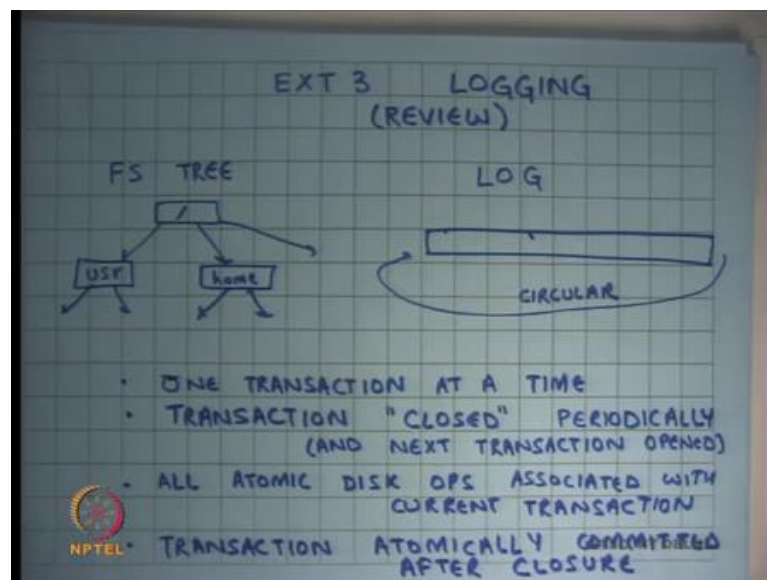 EXT 3 LOGGING
(REVIEW)
FS TREE
LOG
/
usr
home
CIRCULAR
• ONE TRANSACTION AT A TIME
• TRANSACTION "CLOSED" PERIODICALLY
(AND NEXT TRANSACTION OPENED)
• ALL ATOMIC DISK OPS ASSOCIATED WITH
CURRENT TRANSACTION
• TRANSACTION ATOMICALLY COMMITTED
AFTER CLOSURE
NPTEL